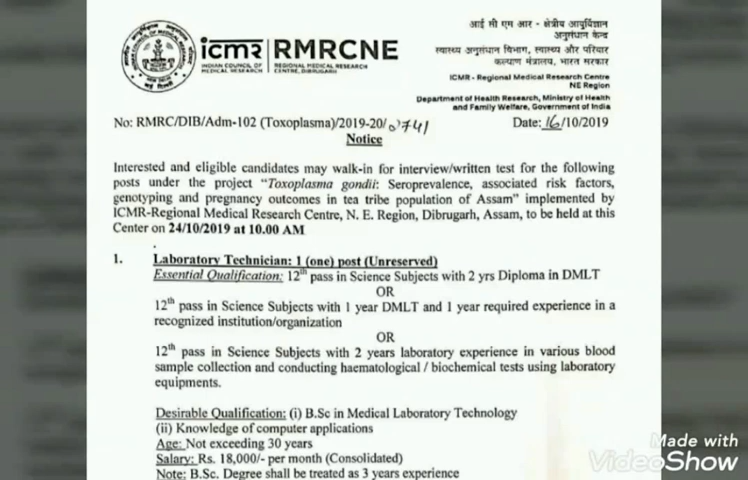 आई सी एम आर - क्षेत्रीय आयुर्विज्ञान
अनुसंधान केन्द्र
स्वास्थ्य अनुसंधान विभाग, स्वास्थ्य और परिवार
कल्याण मंत्रालय, भारत सरकार
icmr RMRCNE
INDIAN COUNCIL OF MEDICAL RESEARCH
REGIONAL MEDICAL RESEARCH CENTRE, DIBRUGARH
ICMR - Regional Medical Research Centre
NE Region
Department of Health Research, Ministry of Health
and Family Welfare, Government of India
No: RMRC/DIB/Adm-102 (Toxoplasma)/2019-20/0741 Date: 16/10/2019
Notice
Interested and eligible candidates may walk-in for interview/written test for the following
posts under the project "Toxoplasma gondii: Seroprevalence, associated risk factors,
genotyping and pregnancy outcomes in tea tribe population of Assam" implemented by
ICMR-Regional Medical Research Centre, N. E. Region, Dibrugarh, Assam, to be held at this
Center on 24/10/2019 at 10.00 AM
1. Laboratory Technician: 1 (one) post (Unreserved)
Essential Qualification: 12th pass in Science Subjects with 2 yrs Diploma in DMLT
OR
12th pass in Science Subjects with 1 year DMLT and 1 year required experience in a
recognized institution/organization
OR
12th pass in Science Subjects with 2 years laboratory experience in various blood
sample collection and conducting haematological / biochemical tests using laboratory
equipments.
Desirable Qualification: (i) B.Sc in Medical Laboratory Technology
(ii) Knowledge of computer applications
Age: Not exceeding 30 years
Salary: Rs. 18,000/- per month (Consolidated)
Note: B.Sc. Degree shall be treated as 3 years experience
Made with
VideoShow